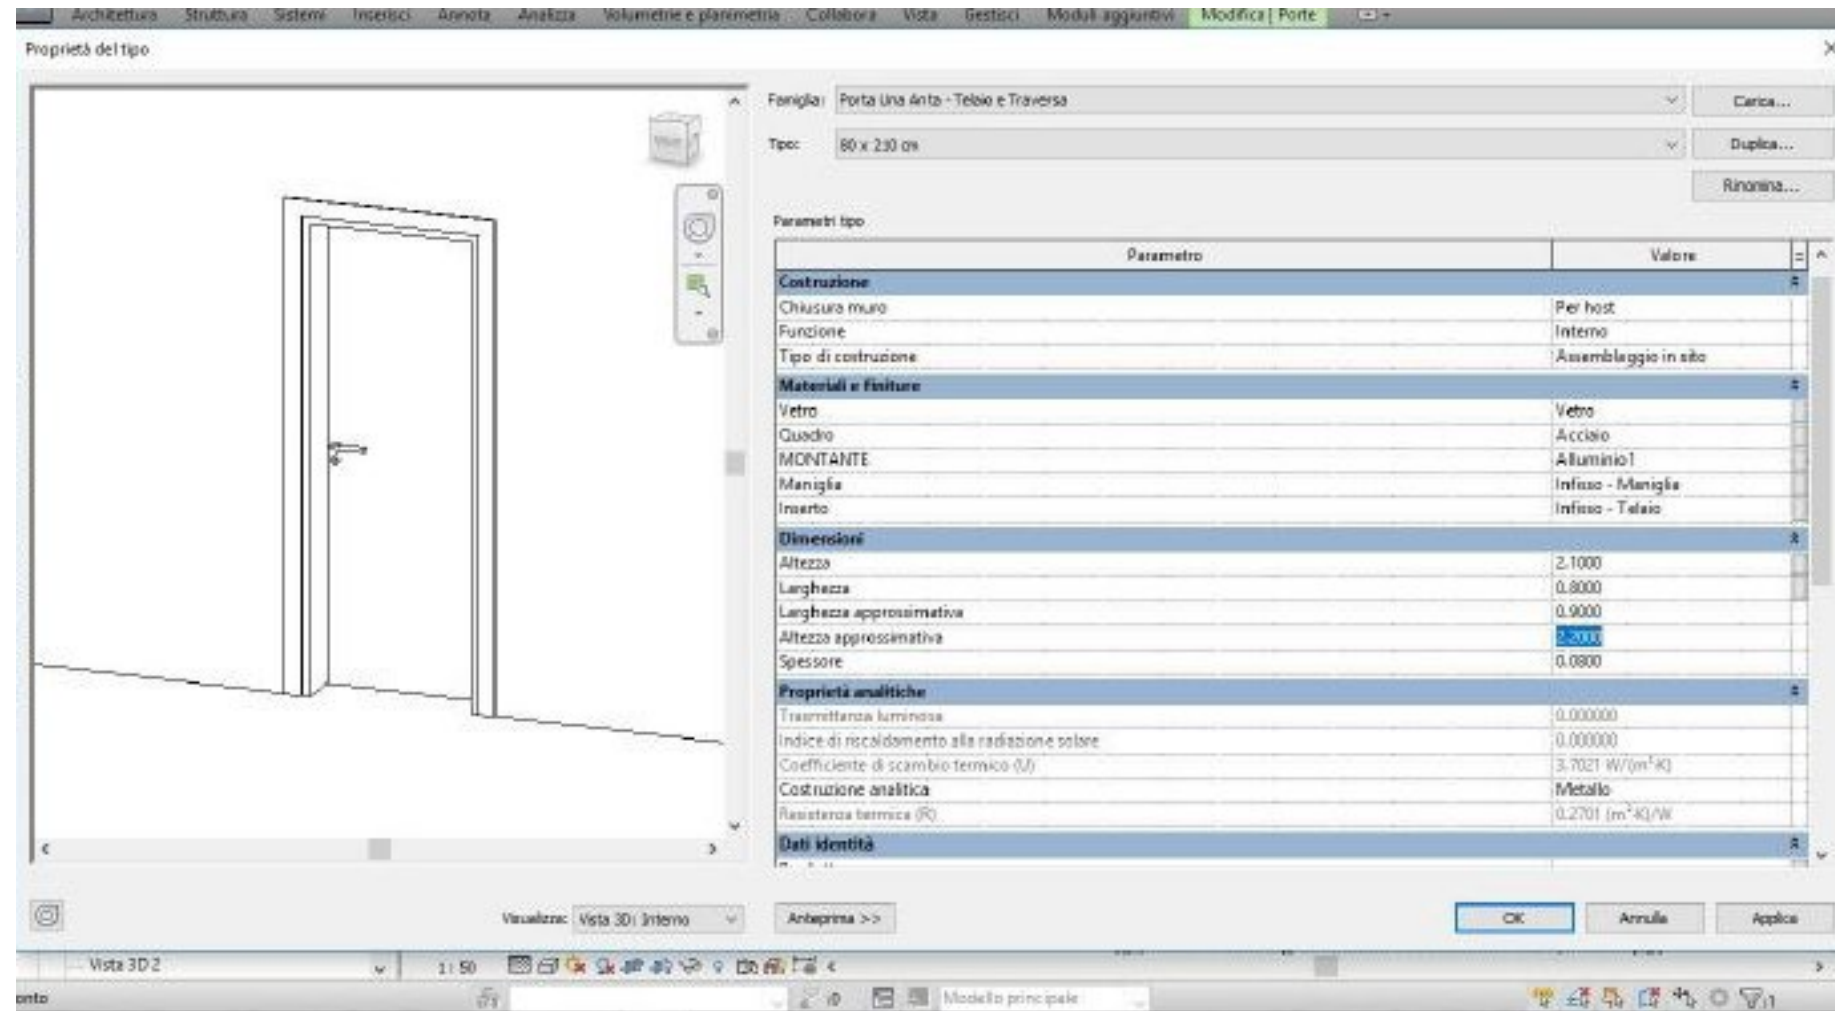 Architettura Struttura Sistemi Inserisci Annota Analizza Volumetrie e planimetria Collabora Vista Gestisci Moduli aggiuntivi Modifica | Porte
Proprietà del tipo
Famiglia: Porta Una Anta - Telaio e Traversa Carica...
Tipo: 80 x 210 cm Duplica...
Rinomina...
Parametri tipo
Parametro Valore =
Costruzione
Chiusura muro Per host
Funzione Interno
Tipo di costruzione Assemblaggio in sito
Materiali e finiture
Vetro Vetro
Quadro Acciaio
MONTANTE Alluminio1
Maniglia Infisso - Maniglia
Inserto Infisso - Telaio
Dimensioni
Altezza 2.1000
Larghezza 0.8000
Larghezza approssimativa 0.9000
Altezza approssimativa 2.2000
Spessore 0.0800
Proprietà analitiche
Trasmittanza luminosa 0.000000
Indice di riscaldamento alla radiazione solare 0.000000
Coefficiente di scambio termico (U) 3.7021 W/(m²·K)
Costruzione analitica Metallo
Resistenza termica (R) 0.2701 (m²·K)/W
Dati identità
Visualizza: Vista 3D: Interno Anteprima >> OK Annulla Applica
Vista 3D 2 1 : 50
onto :0 Modello principale :1